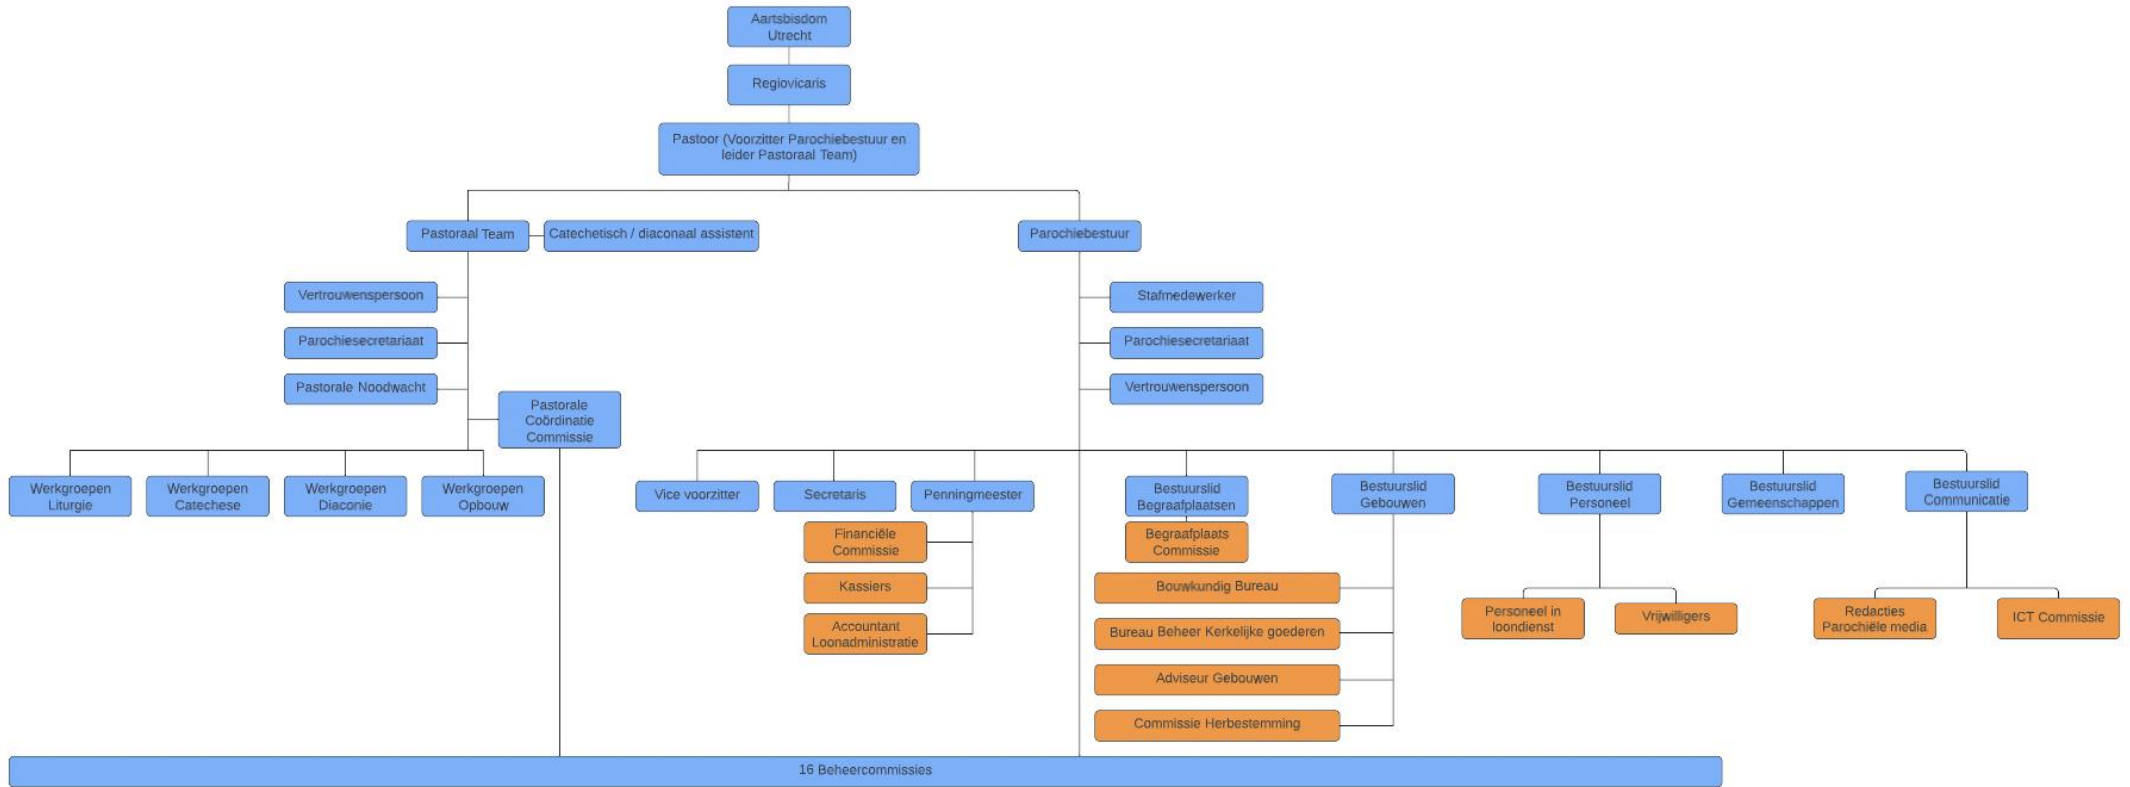 Aartsbisdom
Utrecht
Regiovicaris
Pastoor (Voorzitter Parochiebestuur en
leider Pastoraal Team)
Pastoraal Team
Catechetisch / diaconaal assistent
Parochiebestuur
Vertrouwenspersoon
Parochiesecretariaat
Pastorale Noodwacht
Pastorale
Coördinatie
Commissie
Stafmedewerker
Parochiesecretariaat
Vertrouwenspersoon
Werkgroepen
Liturgie
Werkgroepen
Catechese
Werkgroepen
Diaconie
Werkgroepen
Opbouw
Vice voorzitter
Secretaris
Penningmeester
Bestuurslid
Begraafplaatsen
Bestuurslid
Gebouwen
Bestuurslid
Personeel
Bestuurslid
Gemeenschappen
Bestuurslid
Communicatie
Financiële
Commissie
Kassiers
Accountant
Loonadministratie
Begraafplaats
Commissie
Bouwkundig Bureau
Bureau Beheer Kerkelijke goederen
Adviseur Gebouwen
Commissie Herbestemming
Personeel in
loondienst
Vrijwilligers
Redacties
Parochiële media
ICT Commissie
16 Beheercommissies